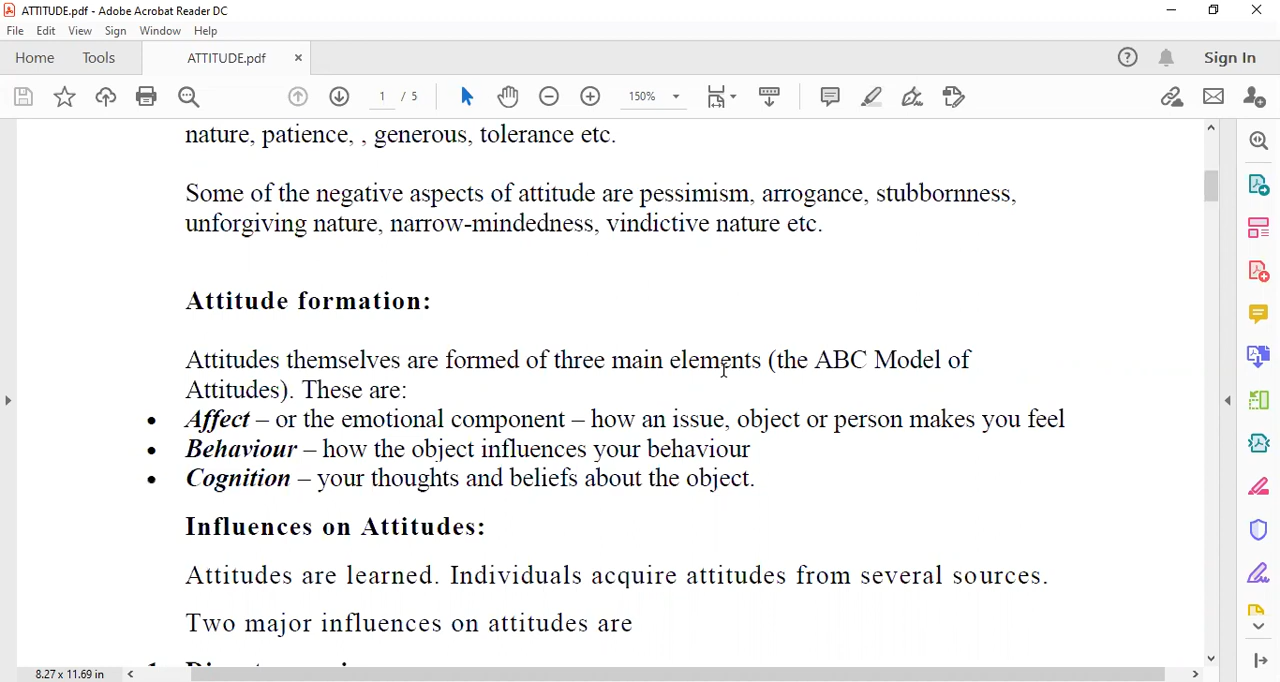 ATTITUDE.pdf - Adobe Acrobat Reader DC
File Edit View Sign Window Help
Home Tools ATTITUDE.pdf × Sign In
1 / 5 150%
nature, patience, , generous, tolerance etc.
Some of the negative aspects of attitude are pessimism, arrogance, stubbornness,
unforgiving nature, narrow-mindedness, vindictive nature etc.
Attitude formation:
Attitudes themselves are formed of three main elements (the ABC Model of
Attitudes). These are:
• Affect – or the emotional component – how an issue, object or person makes you feel
• Behaviour – how the object influences your behaviour
• Cognition – your thoughts and beliefs about the object.
Influences on Attitudes:
Attitudes are learned. Individuals acquire attitudes from several sources.
Two major influences on attitudes are
8.27 x 11.69 in